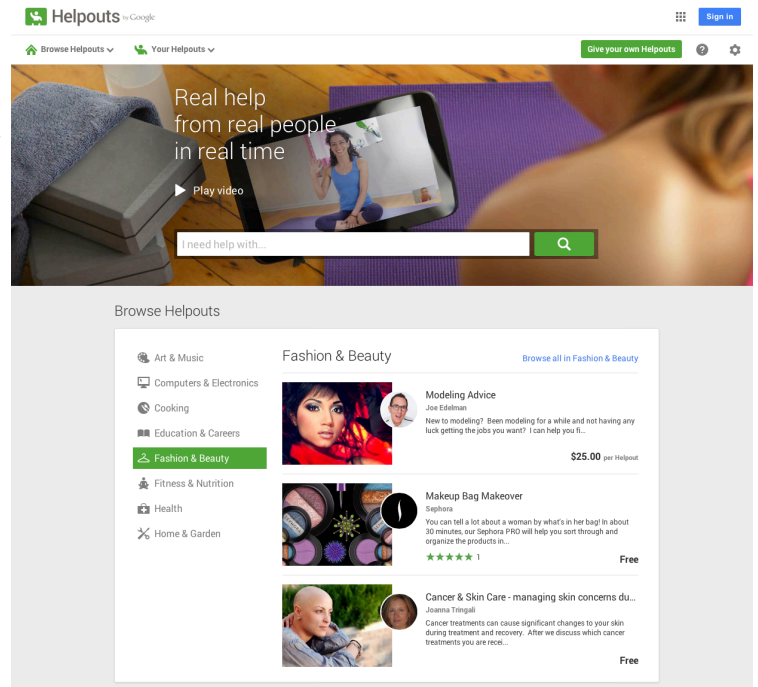 Helpouts by Google
Sign in
Browse Helpouts
Your Helpouts
Give your own Helpouts
Real help
from real people
in real time
Play video
I need help with...
Browse Helpouts
Art & Music
Computers & Electronics
Cooking
Education & Careers
Fashion & Beauty
Fitness & Nutrition
Health
Home & Garden
Fashion & Beauty
Browse all in Fashion & Beauty
Modeling Advice
Joe Edelman
New to modeling? Been modeling for a while and not having any
luck getting the jobs you want? I can help you fi...
$25.00 per Helpout
Makeup Bag Makeover
Sephora
You can tell a lot about a woman by what's in her bag! In about
30 minutes, our Sephora PRO will help you sort through and
organize the products in...
1
Free
Cancer & Skin Care - managing skin concerns du...
Joanna Tringali
Cancer treatments can cause significant changes to your skin
during treatment and recovery. After we discuss which cancer
treatments you are recei...
Free